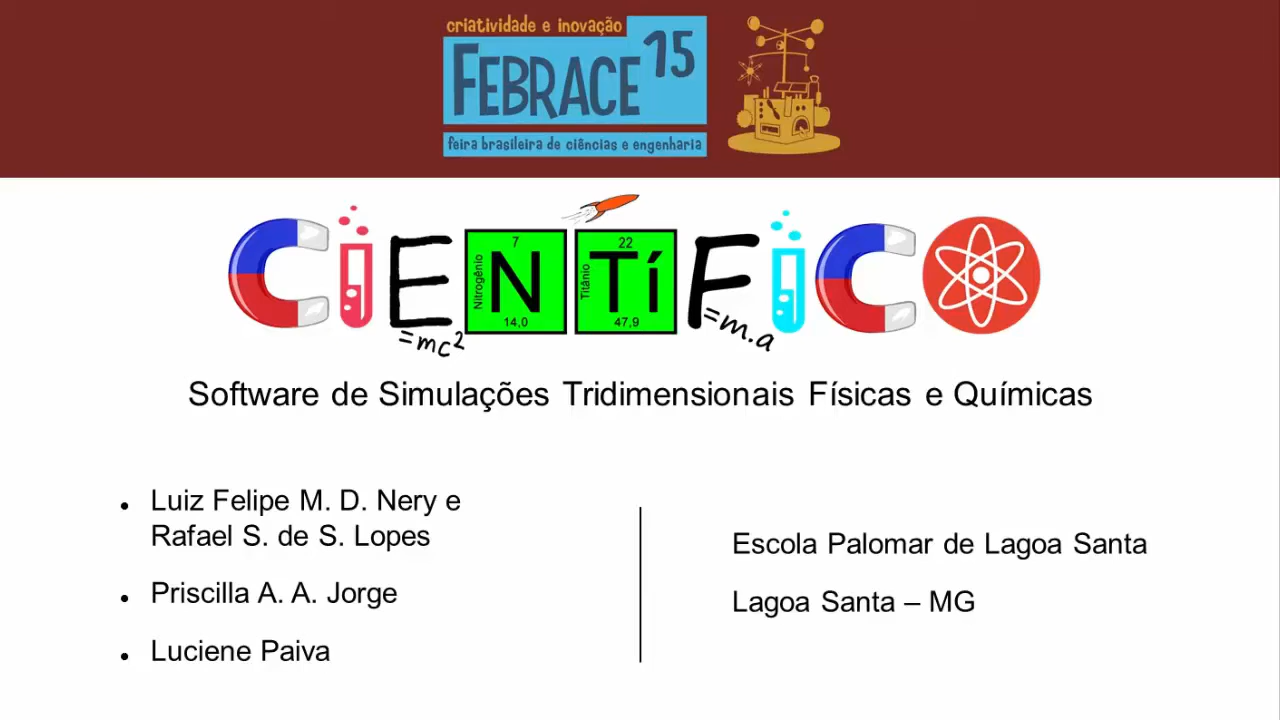 criatividade e inovação
FEBRACE 15
feira brasileira de ciências e engenharia
CiENTíFiCO
7
Nitrogênio
14,0
22
Titânio
47,9
=mc²
=m.a
Software de Simulações Tridimensionais Físicas e Químicas
• Luiz Felipe M. D. Nery e
Rafael S. de S. Lopes
• Priscilla A. A. Jorge
• Luciene Paiva
Escola Palomar de Lagoa Santa
Lagoa Santa – MG